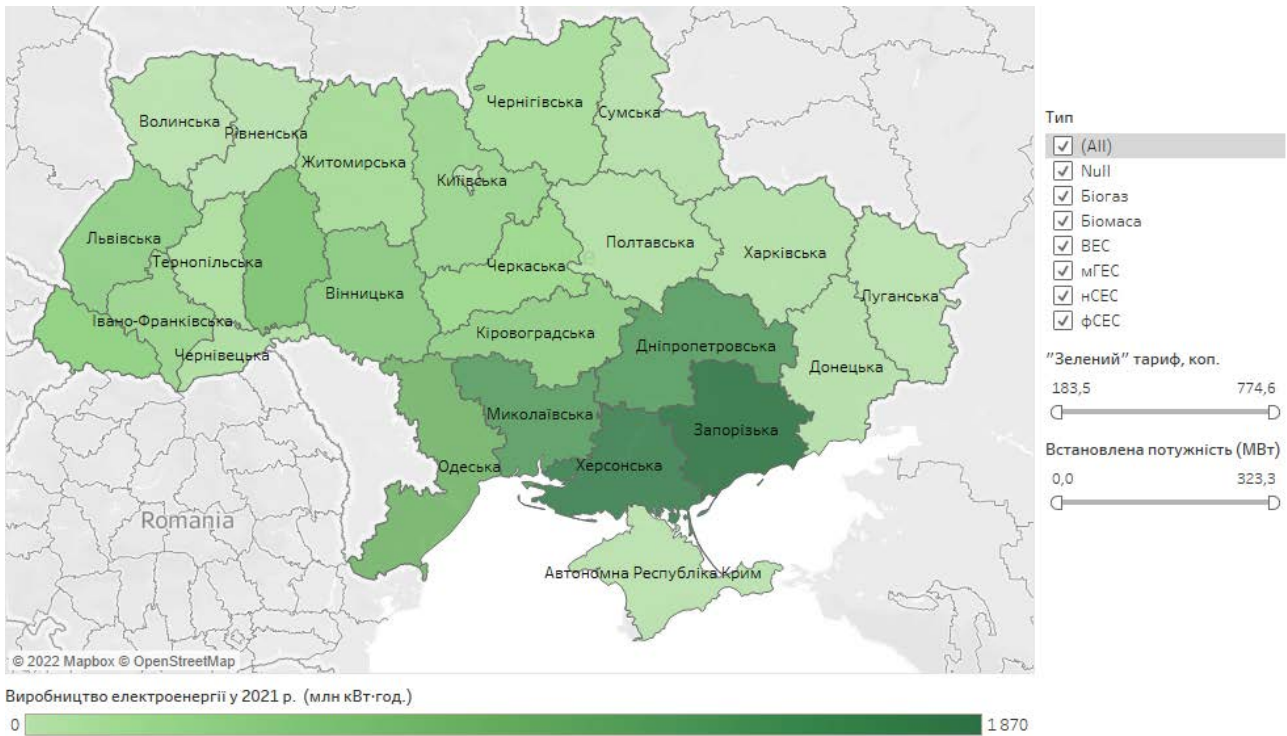 Чернігівська
Сумська
Волинська
Рівненська
Житомирська
Київська
Львівська
Тернопільська
Полтавська
Харківська
Черкаська
Вінницька
Луганська
Івано-Франківська
Кіровоградська
Дніпропетровська
Чернівецька
Донецька
Миколаївська
Запорізька
Одеська
Херсонська
Romania
Автономна Республіка Крим
© 2022 Mapbox © OpenStreetMap
Виробництво електроенергії у 2021 р. (млн кВт·год.)
0
1 870
Тип
(All)
Null
Біогаз
Біомаса
ВЕС
мГЕС
нСЕС
фСЕС
"Зелений" тариф, коп.
183,5 774,6
Встановлена потужність (МВт)
0,0 323,3